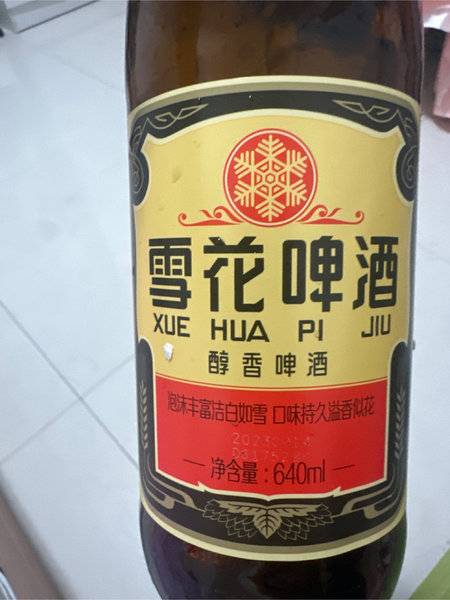 雪花啤酒
XUE HUA PI JIU
醇香啤酒
泡沫丰富洁白如雪 口味持久溢香似花
净含量：640ml